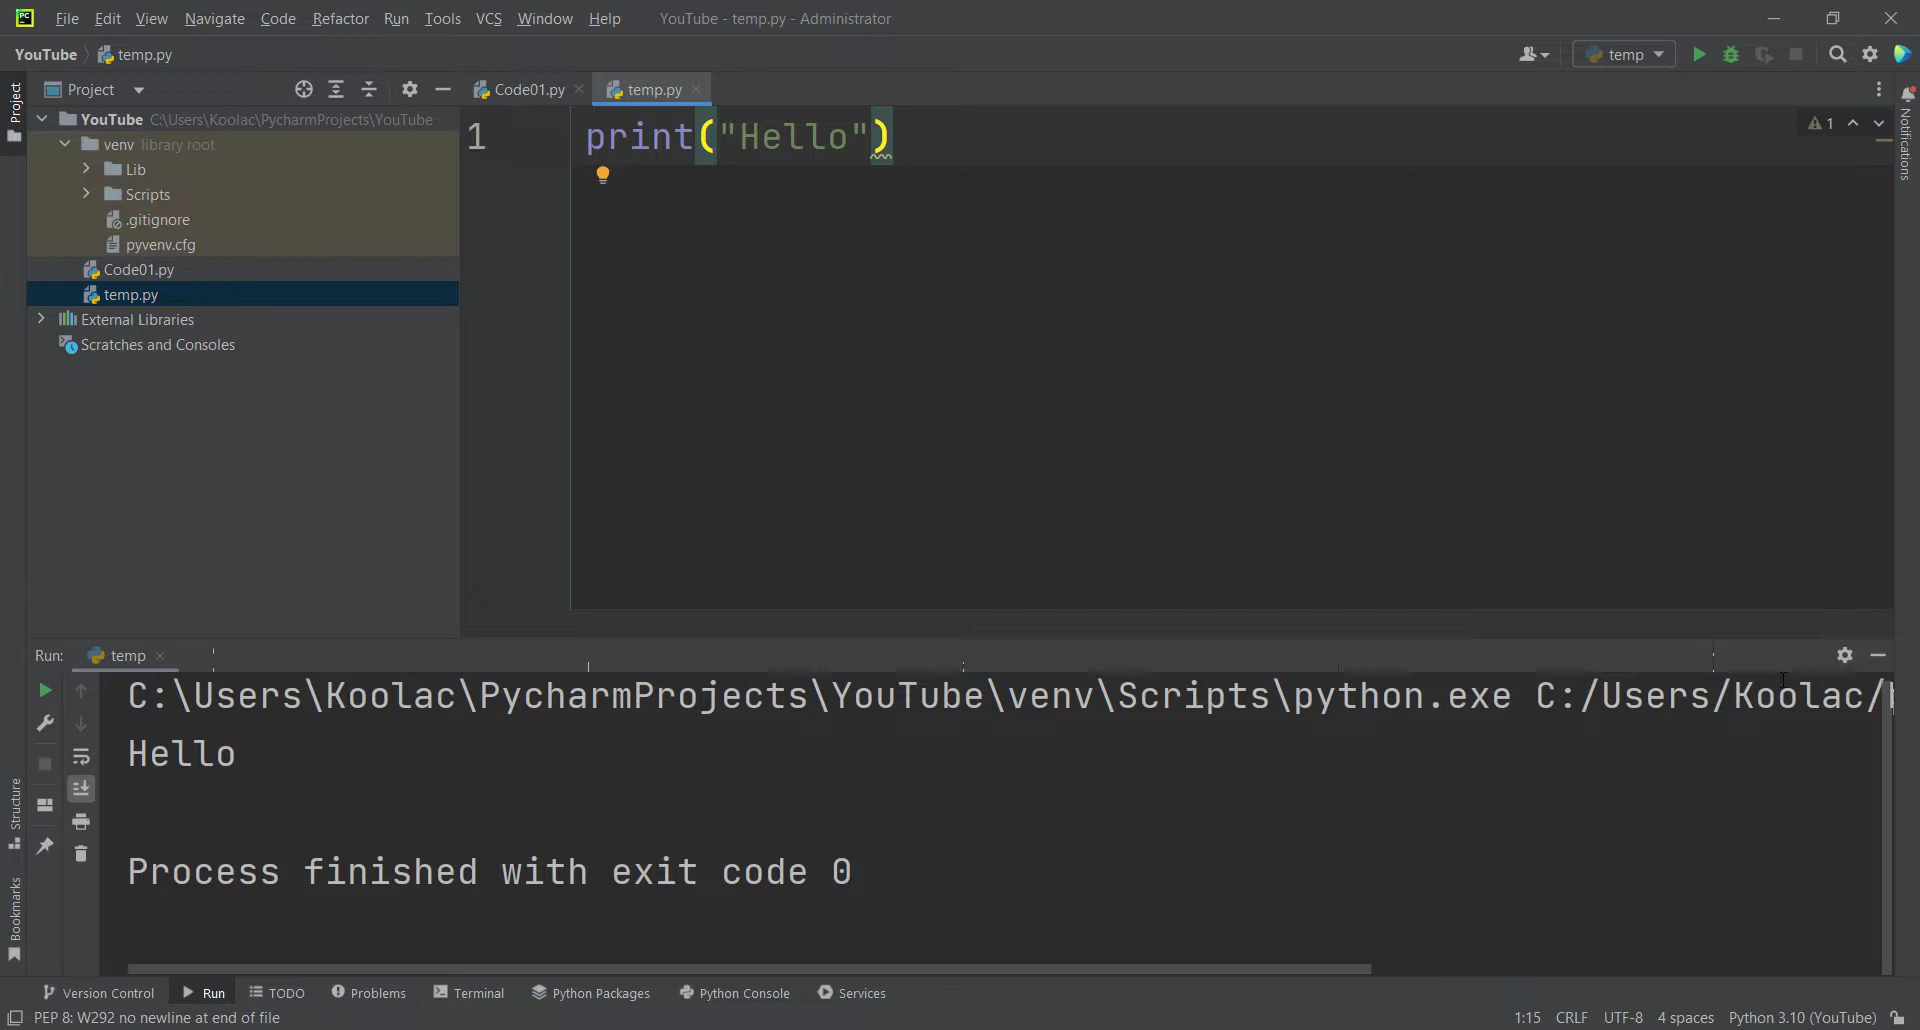 File Edit View Navigate Code Refactor Run Tools VCS Window Help YouTube - temp.py - Administrator
YouTube temp.py temp
Project
Project
Code01.py temp.py
YouTube C:\Users\Koolac\PycharmProjects\YouTube
venv library root
Lib
Scripts
.gitignore
pyvenv.cfg
Code01.py
temp.py
External Libraries
Scratches and Consoles
1 print("Hello")
1
Notifications
Run: temp
C:\Users\Koolac\PycharmProjects\YouTube\venv\Scripts\python.exe C:/Users/Koolac/
Hello
Process finished with exit code 0
Structure
Bookmarks
Version Control Run TODO Problems Terminal Python Packages Python Console Services
PEP 8: W292 no newline at end of file 1:15 CRLF UTF-8 4 spaces Python 3.10 (YouTube)